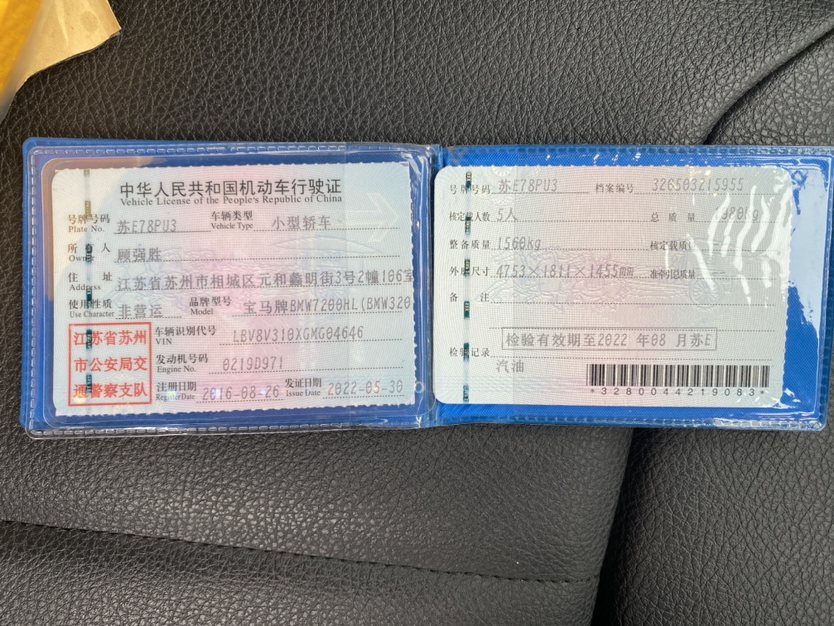 中华人民共和国机动车行驶证
Vehicle License of the People's Republic of China
号牌号码 Plate No. 苏E78PU3 车辆类型 Vehicle Type 小型轿车
所有人 Owner 顾强胜
住址 Address 江苏省苏州市相城区元和蠡明街3号2幢106室
使用性质 Use Character 非营运 品牌型号 Model 宝马牌BMW7200HL(BMW320
江苏省苏州市公安局交通警察支队
车辆识别代号 VIN LBV8V310XGMG04646
发动机号码 Engine No. 0219D971
注册日期 Register Date 2016-08-26 发证日期 Issue Date 2022-05-30
号牌号码 苏E78PU3 档案编号 326503215955
核定载人数 5人 总质量
整备质量 1560kg 核定载质量
外廓尺寸 4753×1811×1455 准牵引总质量
备注
检验有效期至2022年08月苏E
检验记录
汽油
*3280044219083*